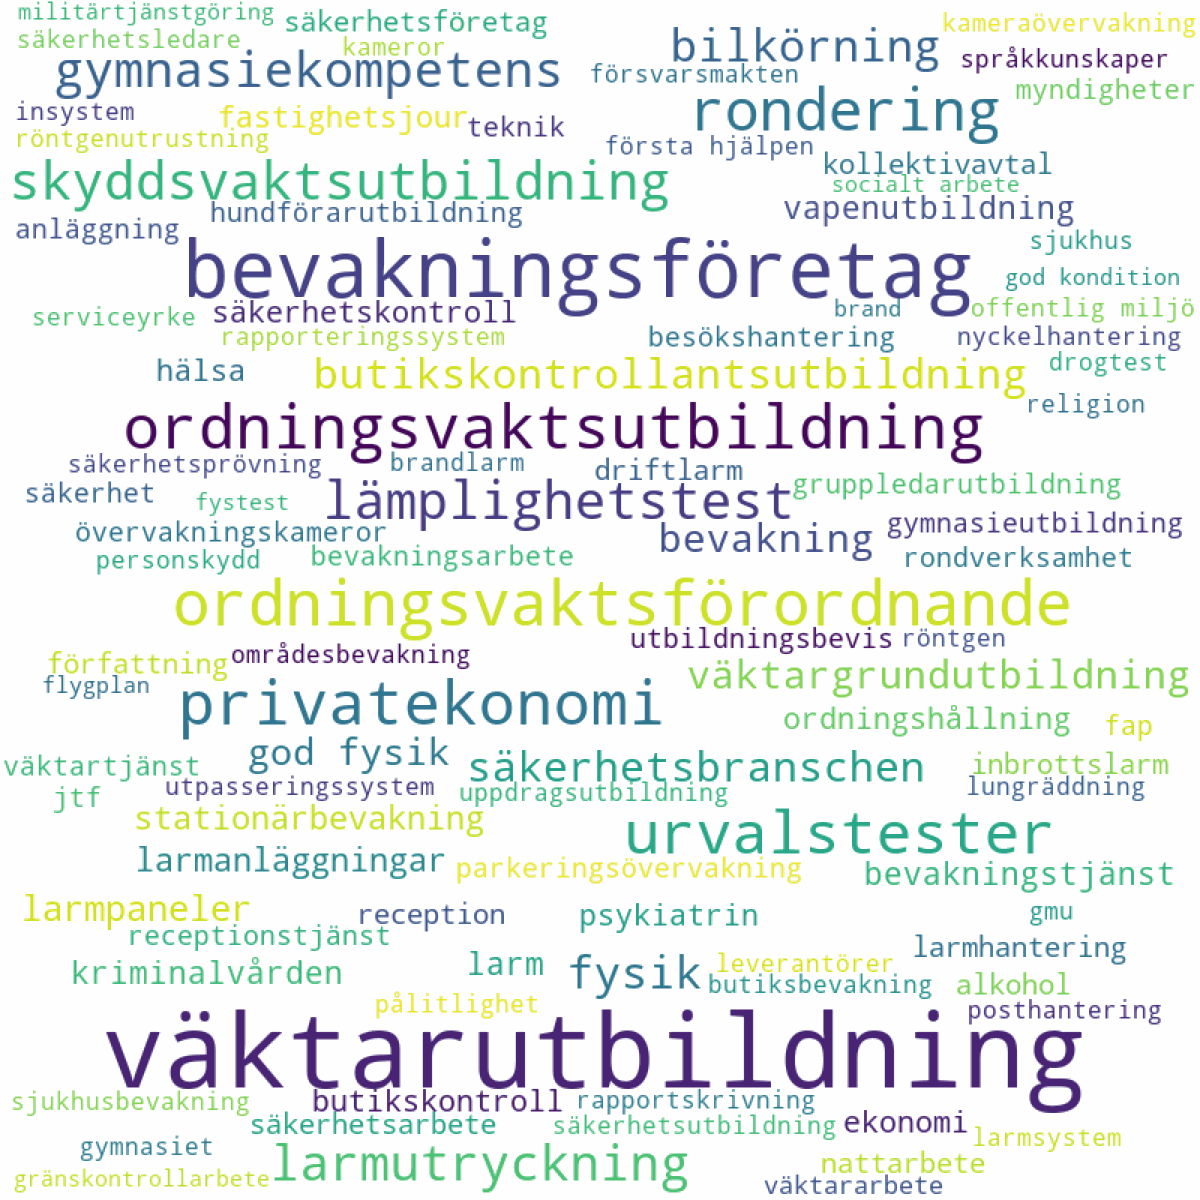 militärtjänstgöring
säkerhetsföretag
kameraövervakning
säkerhetsledare
kameror
bilkörning
språkkunskaper
gymnasiekompetens
försvarsmakten
myndigheter
insystem
fastighetsjour
teknik
rondering
röntgenutrustning
första hjälpen
kollektivavtal
skyddsvaktsutbildning
socialt arbete
hundförarutbildning
vapenutbildning
anläggning
sjukhus
bevakningsföretag
god kondition
serviceyrke
säkerhetskontroll
brand
offentlig miljö
rapporteringssystem
besökshantering
nyckelhantering
hälsa
butikskontrollantsutbildning
drogtest
ordningsvaktsutbildning
religion
säkerhetsprövning
brandlarm
driftlarm
säkerhet
fystest
lämplighetstest
gruppledarutbildning
övervakningskameror
bevakning
gymnasieutbildning
personskydd
bevakningsarbete
rondverksamhet
ordningsvaktsförordnande
utbildningsbevis
röntgen
författning
områdesbevakning
väktargrundutbildning
flygplan
privatekonomi
ordningshållning
fap
väktartjänst
god fysik
säkerhetsbranschen
inbrottslarm
jtf
utpasseringssystem
uppdragsutbildning
lungräddning
stationärbevakning
urvalstester
larmanläggningar
parkeringsövervakning
bevakningstjänst
larmpaneler
reception
psykiatrin
gmu
receptionstjänst
larmhantering
kriminalvården
larm
fysik
leverantörer
butiksbevakning
alkohol
pålitlighet
posthantering
väktarutbildning
sjukhusbevakning
butikskontroll
rapportskrivning
säkerhetsarbete
säkerhetsutbildning
ekonomi
larmsystem
gymnasiet
larmutryckning
nattarbete
gränskontrollarbete
väktararbete